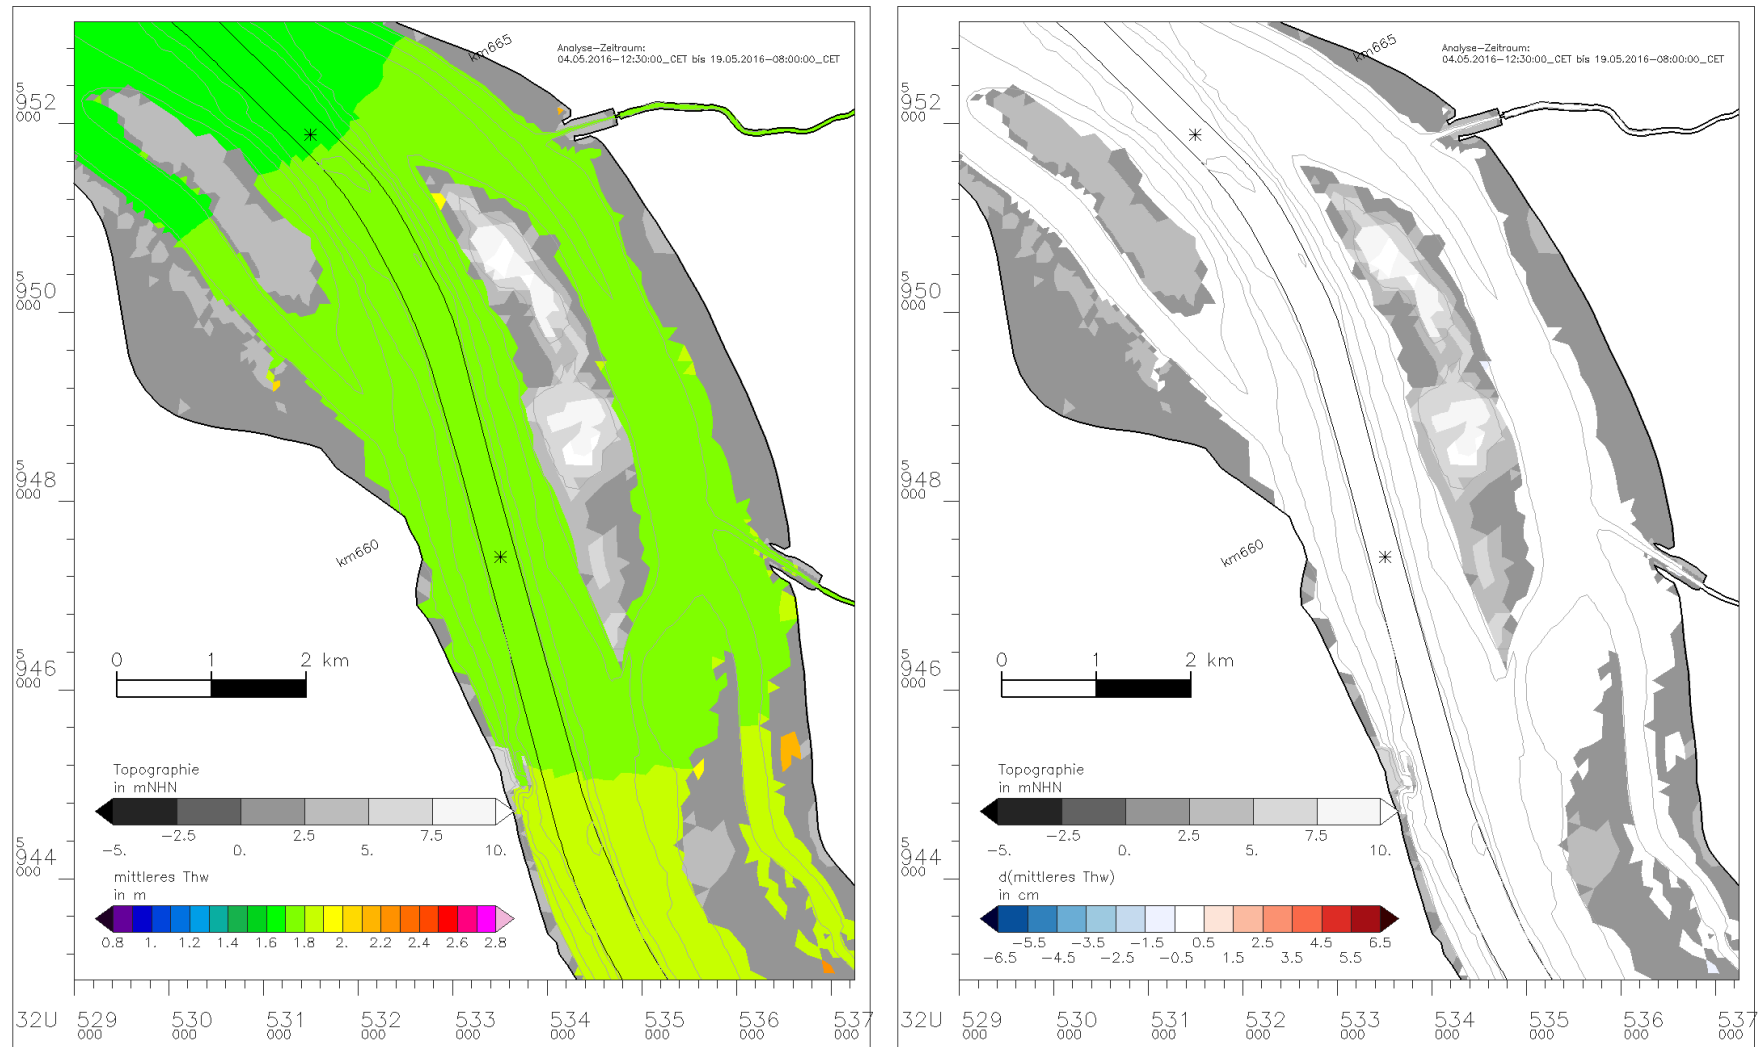 km665
Analyse-Zeitraum:
04.05.2016-12:30:00_CET bis 19.05.2016-08:00:00_CET
5
952
000
5
950
000
5
948
000
km660
5
946
000
0 1 2 km
Topographie
in mNHN
-2.5 2.5 7.5
-5. 0. 5. 10.
5
944
000
mittleres Thw
in m
0.8 1. 1.2 1.4 1.6 1.8 2. 2.2 2.4 2.6 2.8
32U 529 530 531 532 533 534 535 536 537
000 000 000 000 000 000 000 000 000
km665
Analyse-Zeitraum:
04.05.2016-12:30:00_CET bis 19.05.2016-08:00:00_CET
5
952
000
5
950
000
5
948
000
km660
5
946
000
0 1 2 km
Topographie
in mNHN
-2.5 2.5 7.5
-5. 0. 5. 10.
5
944
000
d(mittleres Thw)
in cm
-5.5 -3.5 -1.5 0.5 2.5 4.5 6.5
-6.5 -4.5 -2.5 -0.5 1.5 3.5 5.5
32U 529 530 531 532 533 534 535 536 537
000 000 000 000 000 000 000 000 000